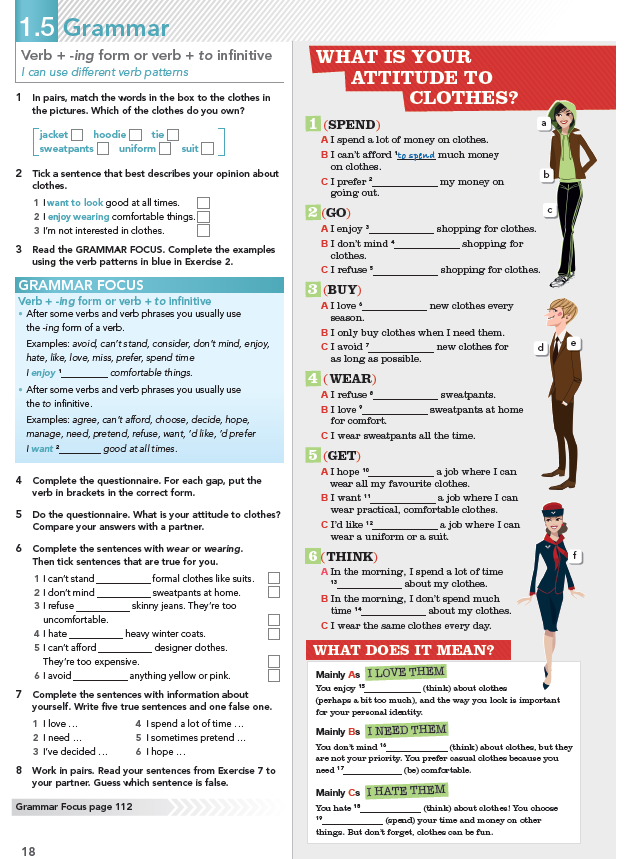 1.5 Grammar
Verb + -ing form or verb + to infinitive
I can use different verb patterns
1 In pairs, match the words in the box to the clothes in
the pictures. Which of the clothes do you own?
jacket hoodie tie
sweatpants uniform suit
2 Tick a sentence that best describes your opinion about
clothes.
1 I want to look good at all times.
2 I enjoy wearing comfortable things.
3 I'm not interested in clothes.
3 Read the GRAMMAR FOCUS. Complete the examples
using the verb patterns in blue in Exercise 2.
GRAMMAR FOCUS
Verb + -ing form or verb + to infinitive
• After some verbs and verb phrases you usually use
the -ing form of a verb.
Examples: avoid, can't stand, consider, don't mind, enjoy,
hate, like, love, miss, prefer, spend time
I enjoy 1__________ comfortable things.
• After some verbs and verb phrases you usually use
the to infinitive.
Examples: agree, can't afford, choose, decide, hope,
manage, need, pretend, refuse, want, 'd like, 'd prefer
I want 2_________ good at all times.
4 Complete the questionnaire. For each gap, put the
verb in brackets in the correct form.
5 Do the questionnaire. What is your attitude to clothes?
Compare your answers with a partner.
6 Complete the sentences with wear or wearing.
Then tick sentences that are true for you.
1 I can't stand ___________ formal clothes like suits.
2 I don't mind ___________ sweatpants at home.
3 I refuse ___________ skinny jeans. They're too
uncomfortable.
4 I hate ___________ heavy winter coats.
5 I can't afford ___________ designer clothes.
They're too expensive.
6 I avoid ___________ anything yellow or pink.
7 Complete the sentences with information about
yourself. Write five true sentences and one false one.
1 I love … 4 I spend a lot of time …
2 I need … 5 I sometimes pretend …
3 I've decided … 6 I hope …
8 Work in pairs. Read your sentences from Exercise 7 to
your partner. Guess which sentence is false.
Grammar Focus page 112
18
WHAT IS YOUR
ATTITUDE TO
CLOTHES?
1 (SPEND)
A I spend a lot of money on clothes.
B I can't afford 1to spend much money
on clothes.
C I prefer 2______________ my money on
going out.
2 (GO)
A I enjoy 3______________ shopping for clothes.
B I don't mind 4______________ shopping for
clothes.
C I refuse 5______________ shopping for clothes.
3 (BUY)
A I love 6______________ new clothes every
season.
B I only buy clothes when I need them.
C I avoid 7______________ new clothes for
as long as possible.
4 (WEAR)
A I refuse 8______________ sweatpants.
B I love 9______________ sweatpants at home
for comfort.
C I wear sweatpants all the time.
5 (GET)
A I hope 10______________ a job where I can
wear all my favourite clothes.
B I want 11______________ a job where I can
wear practical, comfortable clothes.
C I'd like 12______________ a job where I can
wear a uniform or a suit.
6 (THINK)
A In the morning, I spend a lot of time
13______________ about my clothes.
B In the morning, I don't spend much
time 14______________ about my clothes.
C I wear the same clothes every day.
a
b
c
d
e
f
WHAT DOES IT MEAN?
Mainly As I LOVE THEM
You enjoy 15______________ (think) about clothes
(perhaps a bit too much), and the way you look is important
for your personal identity.
Mainly Bs I NEED THEM
You don't mind 16______________ (think) about clothes, but they
are not your priority. You prefer casual clothes because you
need 17______________ (be) comfortable.
Mainly Cs I HATE THEM
You hate 18______________ (think) about clothes! You choose
19______________ (spend) your time and money on other
things. But don't forget, clothes can be fun.